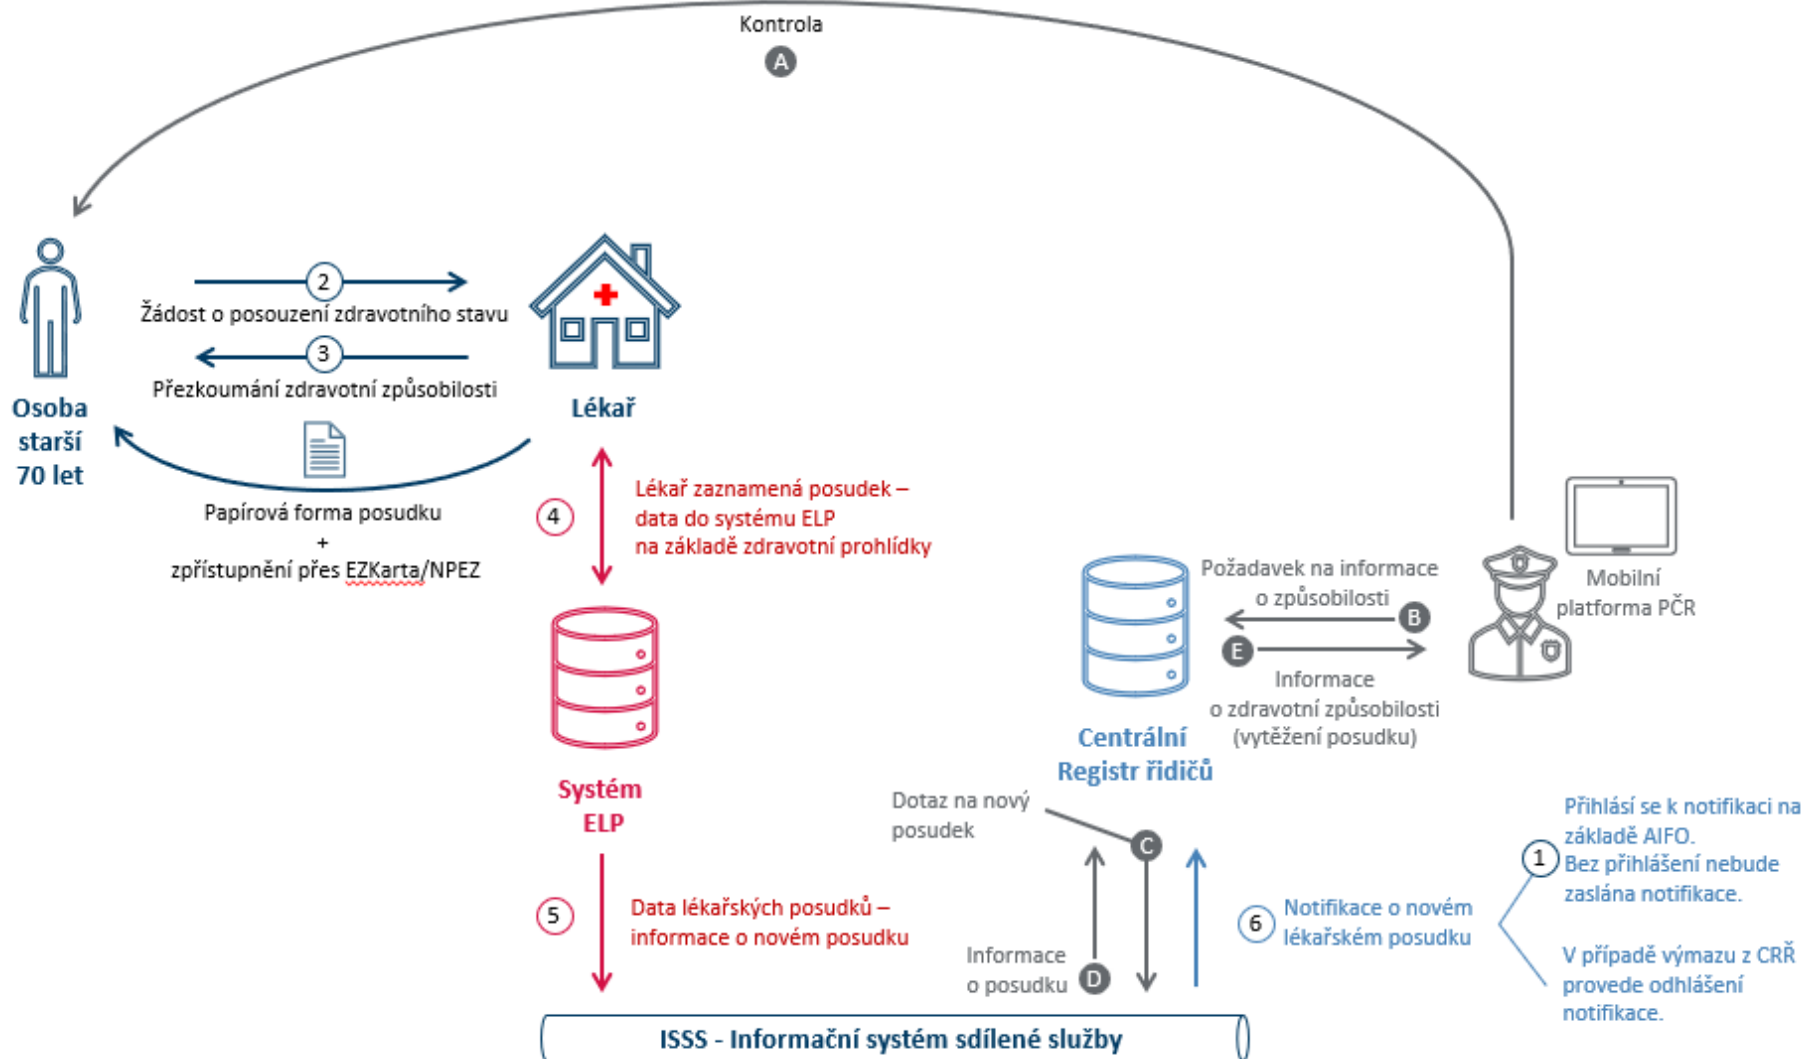 Kontrola
A
2
Žádost o posouzení zdravotního stavu
3
Přezkoumání zdravotní způsobilosti
Osoba
starší
70 let
Lékař
Papírová forma posudku
+
zpřístupnění přes EZKarta/NPEZ
4
Lékař zaznamená posudek –
data do systému ELP
na základě zdravotní prohlídky
Systém
ELP
5
Data lékařských posudků –
informace o novém posudku
Mobilní
platforma PČR
Požadavek na informace
o způsobilosti
B
E
Informace
o zdravotní způsobilosti
(vytěžení posudku)
Centrální
Registr řidičů
Dotaz na nový
posudek
C
Informace
o posudku
D
6
Notifikace o novém
lékařském posudku
1
Přihlásí se k notifikaci na
základě AIFO.
Bez přihlášení nebude
zaslána notifikace.
V případě výmazu z CRŘ
provede odhlášení
notifikace.
ISSS - Informační systém sdílené služby